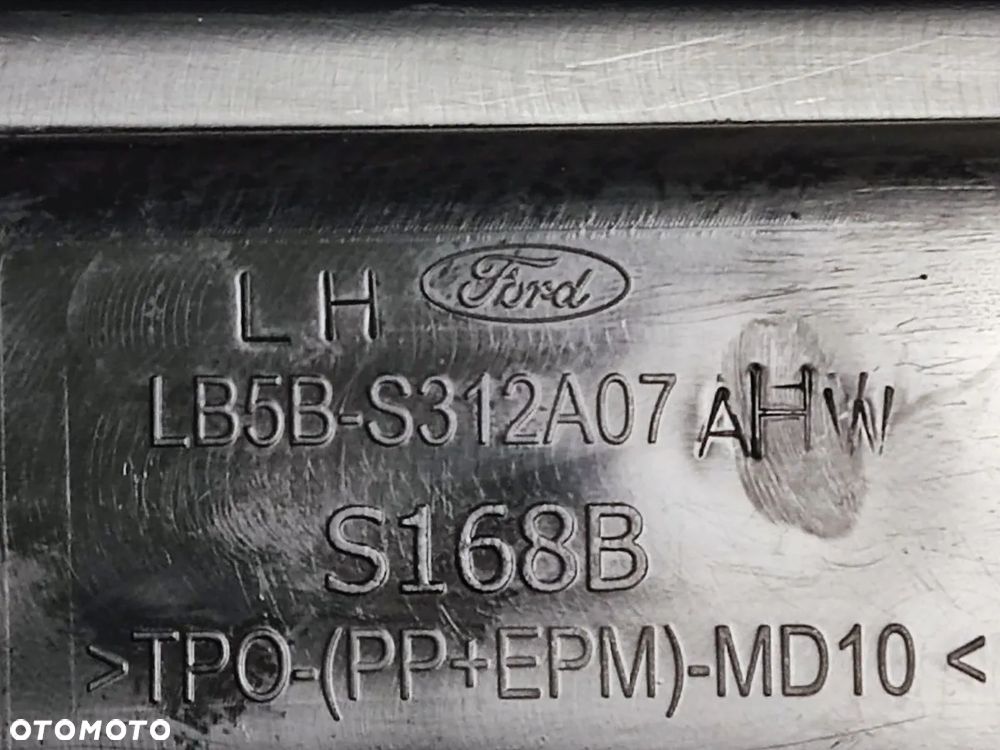 LH Ford
LB5B-S312A07 AHW
S168B
>TPO-(PP+EPM)-MD10<
OTOMOTO